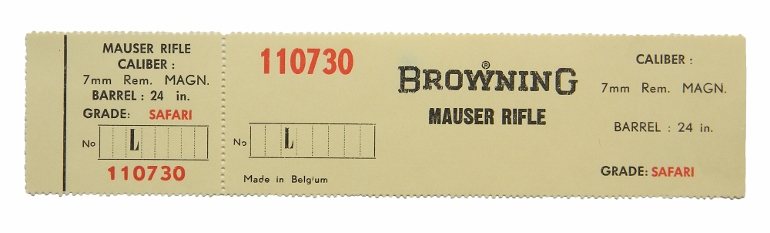 MAUSER RIFLE
CALIBER :
7mm Rem. MAGN.
BARREL : 24 in.
GRADE: SAFARI
No L
110730
110730
No L
Made in Belgium
BROWNING
®
MAUSER RIFLE
CALIBER :
7mm Rem. MAGN.
BARREL : 24 in.
GRADE: SAFARI